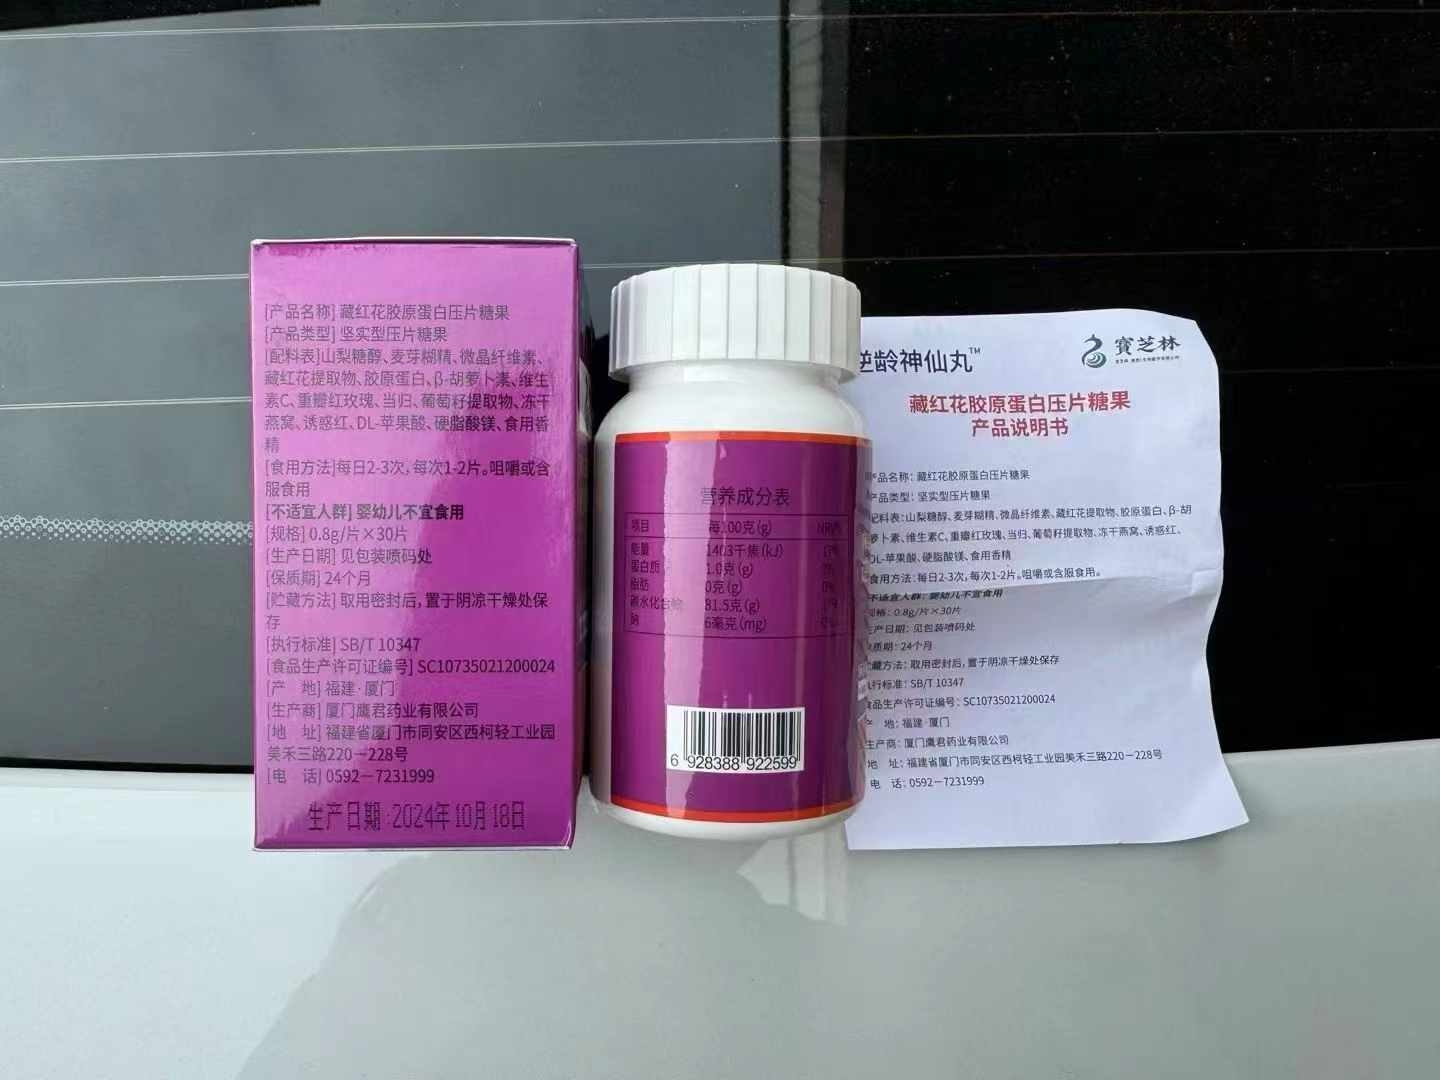 [产品名称] 藏红花胶原蛋白压片糖果
[产品类型] 坚实型压片糖果
[配料表]山梨糖醇、麦芽糊精、微晶纤维素、
藏红花提取物、胶原蛋白、β-胡萝卜素、维生
素C、重瓣红玫瑰、当归、葡萄籽提取物、冻干
燕窝、诱惑红、DL-苹果酸、硬脂酸镁、食用香
精
[食用方法]每日2-3次，每次1-2片。咀嚼或含
服食用
[不适宜人群] 婴幼儿不宜食用
[规格] 0.8g/片×30片
[生产日期] 见包装喷码处
[保质期] 24个月
[贮藏方法] 取用密封后，置于阴凉干燥处保
存
[执行标准] SB/T 10347
[食品生产许可证编号] SC10735021200024
[产 地] 福建·厦门
[生产商] 厦门鹰君药业有限公司
[地 址] 福建省厦门市同安区西柯轻工业园
美禾三路220－228号
[电 话] 0592－7231999
生产日期:2024年10月18日
营养成分表
项目 每100克(g) NRV%
能量 1403千焦(kJ)
蛋白质 1.0克(g)
脂肪 0克(g) 0%
碳水化合物 81.5克(g)
钠 6毫克(mg)
6 928388 922599
逆龄神仙丸™
寶芝林
藏红花胶原蛋白压片糖果
产品说明书
产品名称: 藏红花胶原蛋白压片糖果
产品类型: 坚实型压片糖果
配料表: 山梨糖醇、麦芽糊精、微晶纤维素、藏红花提取物、胶原蛋白、β-胡
萝卜素、维生素C、重瓣红玫瑰、当归、葡萄籽提取物、冻干燕窝、诱惑红、
DL-苹果酸、硬脂酸镁、食用香精
食用方法: 每日2-3次，每次1-2片。咀嚼或含服食用。
不适宜人群: 婴幼儿不宜食用
规格: 0.8g/片×30片
生产日期: 见包装喷码处
保质期: 24个月
贮藏方法: 取用密封后，置于阴凉干燥处保存
执行标准: SB/T 10347
食品生产许可证编号: SC10735021200024
产 地: 福建·厦门
生产商: 厦门鹰君药业有限公司
地 址: 福建省厦门市同安区西柯轻工业园美禾三路220－228号
电 话: 0592－7231999